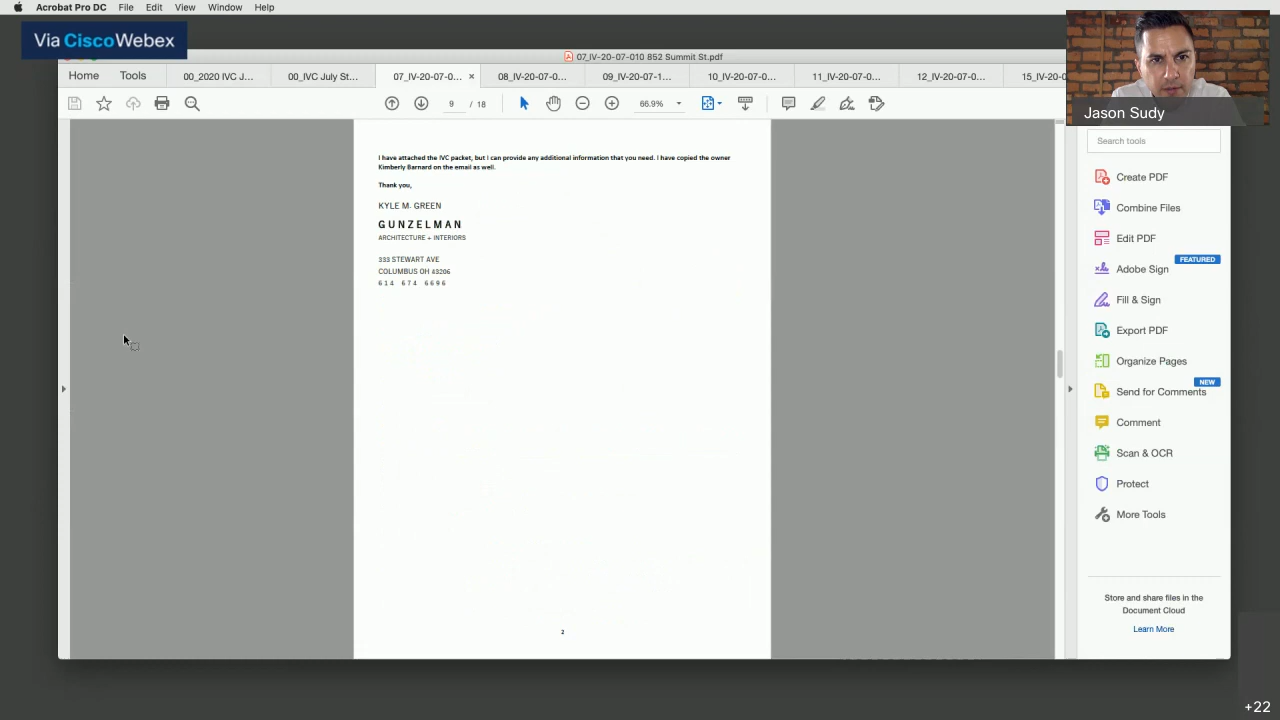 Acrobat Pro DC File Edit View Window Help
Via CiscoWebex
07_IV-20-07-010 852 Summit St.pdf
Home Tools 00_2020 IVC J... 00_IVC July St... 07_IV-20-07-0... × 08_IV-20-07-0... 09_IV-20-07-1... 10_IV-20-07-0... 11_IV-20-07-0... 12_IV-20-07-0... 15_IV-20-0
9 / 18 66.9%
Jason Sudy
I have attached the IVC packet, but I can provide any additional information that you need. I have copied the owner
Kimberly Barnard on the email as well.
Thank you,
KYLE M. GREEN
GUNZELMAN
ARCHITECTURE + INTERIORS
333 STEWART AVE
COLUMBUS OH 43206
614 674 6696
2
Search tools
Create PDF
Combine Files
Edit PDF
FEATURED
Adobe Sign
Fill & Sign
Export PDF
Organize Pages
NEW
Send for Comments
Comment
Scan & OCR
Protect
More Tools
Store and share files in the
Document Cloud
Learn More
+22